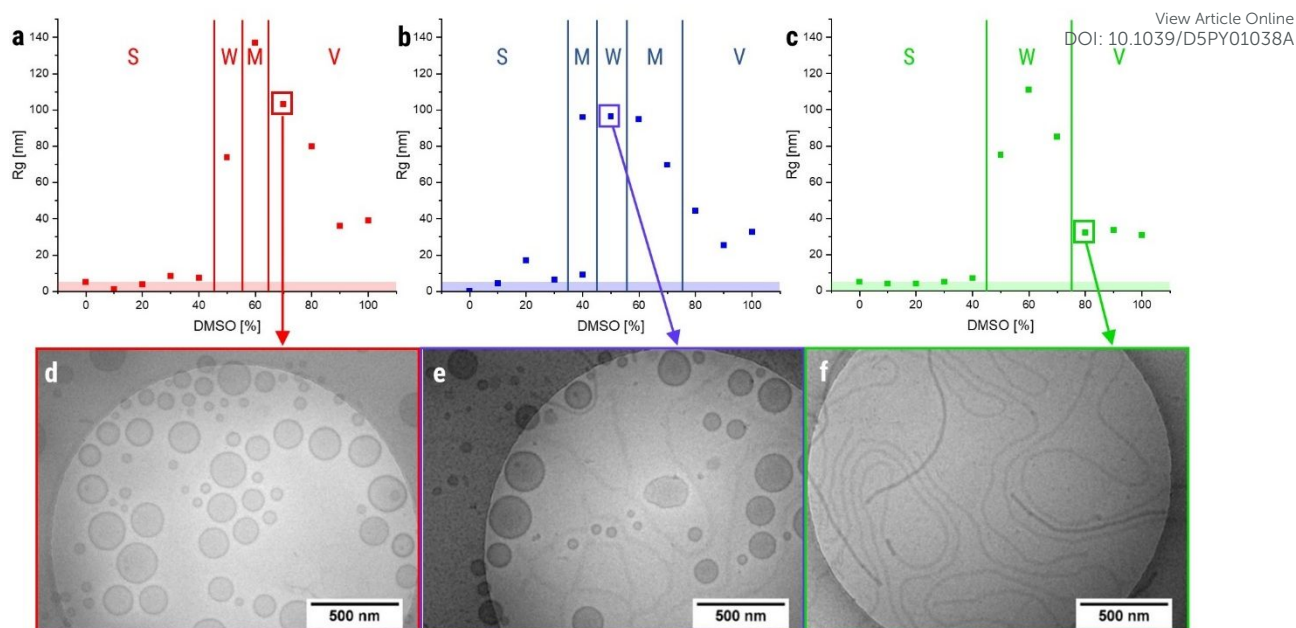 View Article Online
DOI: 10.1039/D5PY01038A
a
S W M V
Rg [nm]
140
120
100
80
60
40
20
0
0 20 40 60 80 100
DMSO [%]
b
S M W M V
Rg [nm]
140
120
100
80
60
40
20
0
0 20 40 60 80 100
DMSO [%]
c
S W V
Rg [nm]
140
120
100
80
60
40
20
0
0 20 40 60 80 100
DMSO [%]
d
500 nm
e
500 nm
f
500 nm